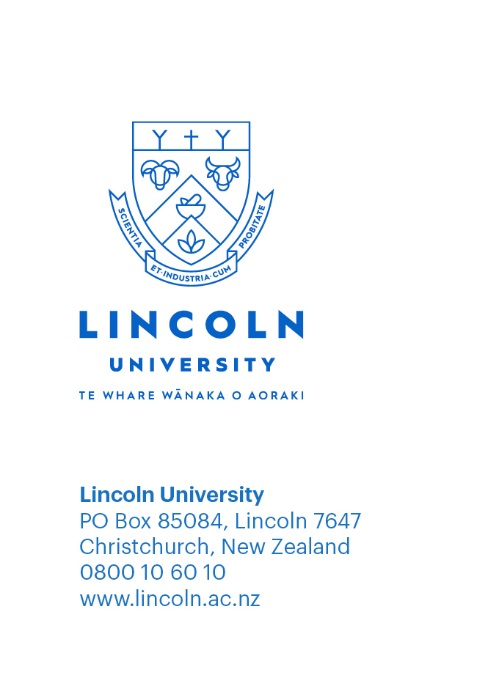 SCIENTIA
ET·INDUSTRIA·CUM
PROBITATE
LINCOLN
UNIVERSITY
TE WHARE WĀNAKA O AORAKI
Lincoln University
PO Box 85084, Lincoln 7647
Christchurch, New Zealand
0800 10 60 10
www.lincoln.ac.nz